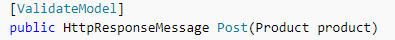 [ValidateModel]
public HttpResponseMessage Post(Product product)